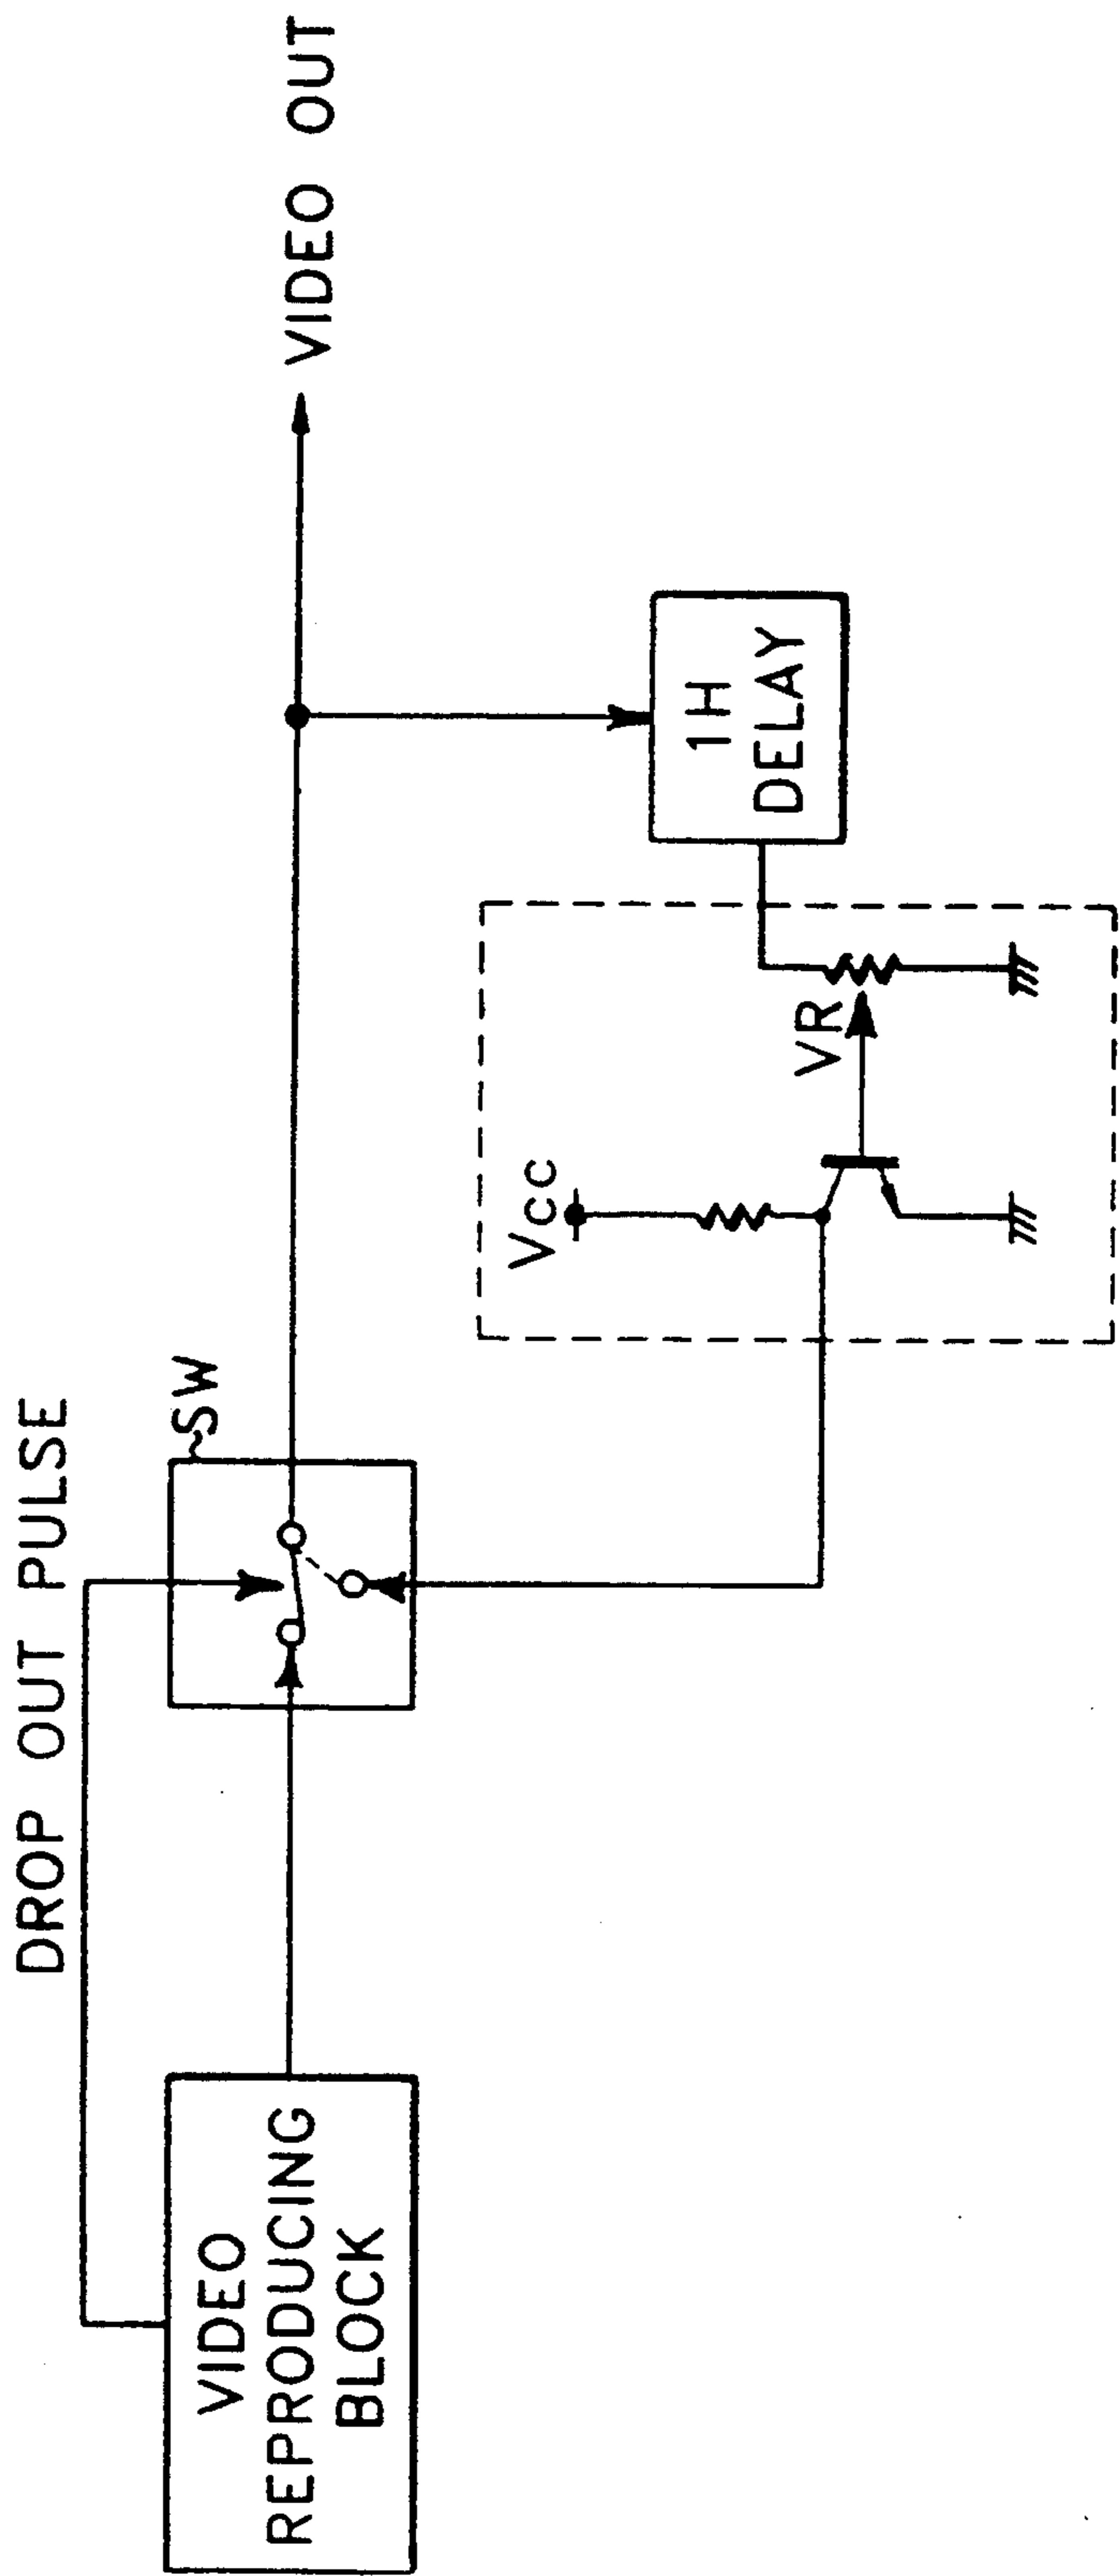 DROP OUT PULSE
VIDEO
REPRODUCING
BLOCK
SW
VIDEO OUT
VCC
VR
1H
DELAY